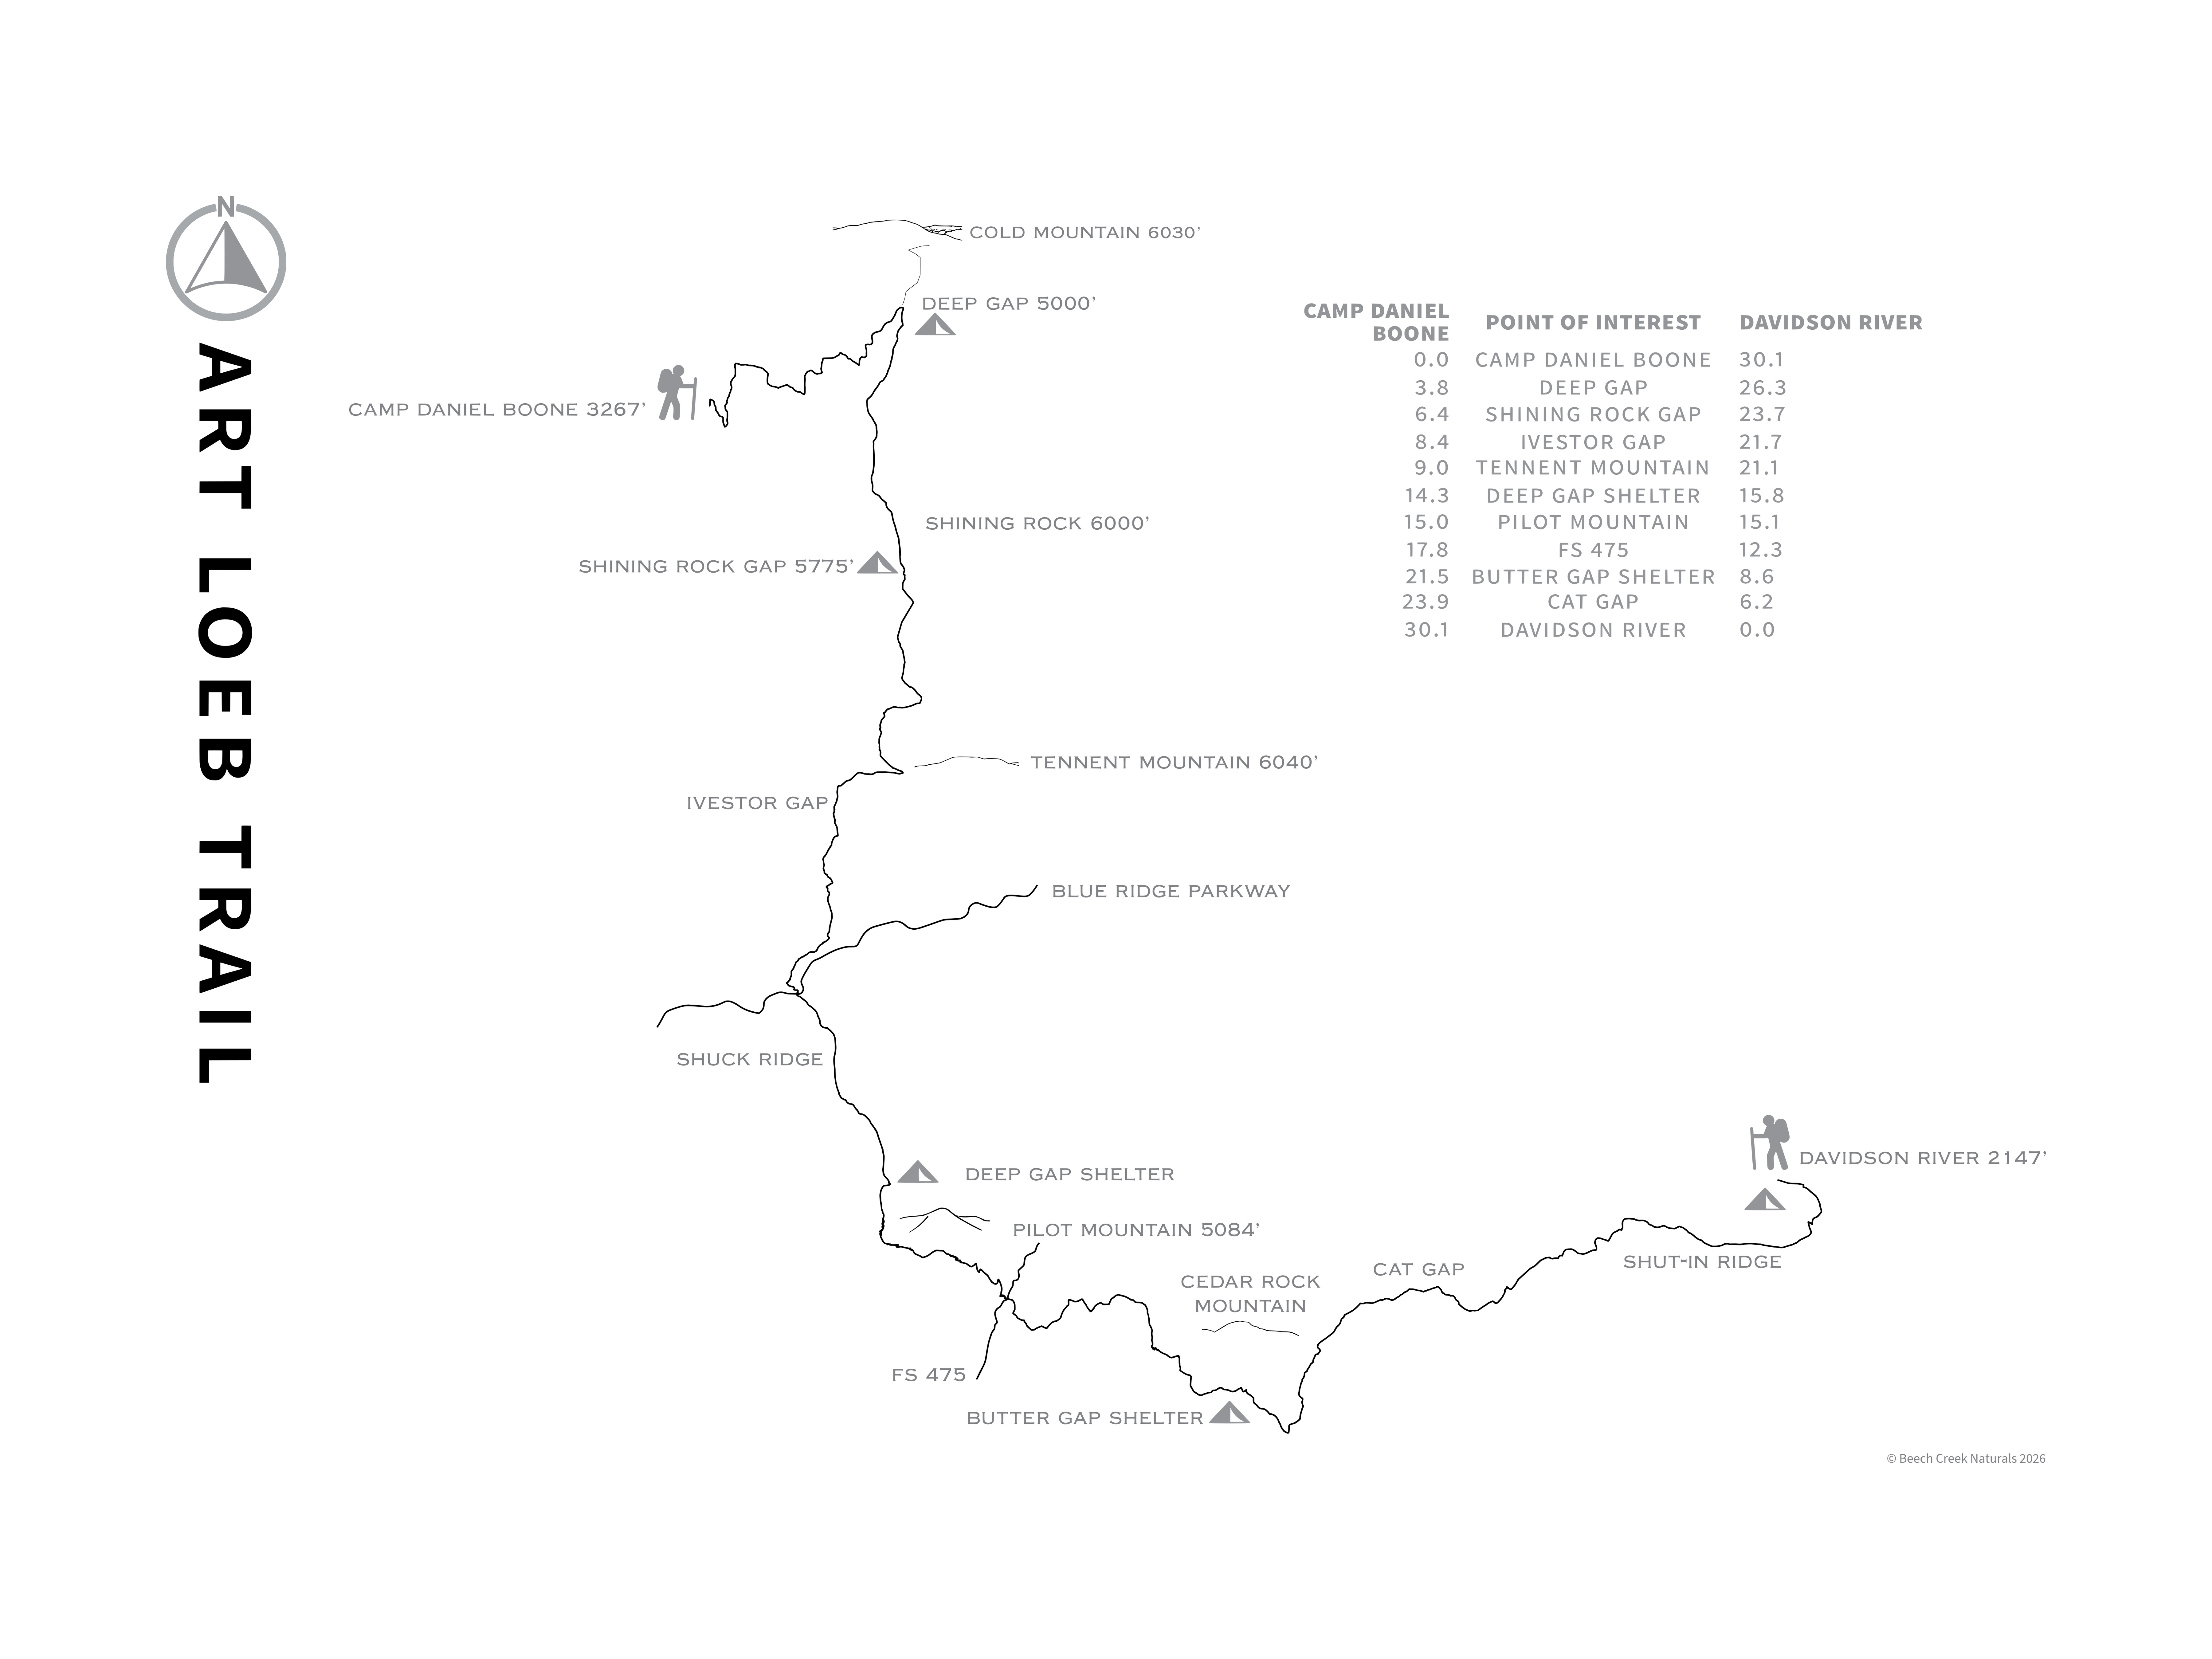 N
ART LOEB TRAIL
COLD MOUNTAIN 6030’
DEEP GAP 5000’
CAMP DANIEL BOONE 3267’
SHINING ROCK 6000’
SHINING ROCK GAP 5775’
TENNENT MOUNTAIN 6040’
IVESTOR GAP
BLUE RIDGE PARKWAY
SHUCK RIDGE
DEEP GAP SHELTER
PILOT MOUNTAIN 5084’
FS 475
BUTTER GAP SHELTER
CEDAR ROCK
MOUNTAIN
CAT GAP
SHUT-IN RIDGE
DAVIDSON RIVER 2147’
CAMP DANIEL
BOONE
POINT OF INTEREST DAVIDSON RIVER
0.0 CAMP DANIEL BOONE 30.1
3.8 DEEP GAP 26.3
6.4 SHINING ROCK GAP 23.7
8.4 IVESTOR GAP 21.7
9.0 TENNENT MOUNTAIN 21.1
14.3 DEEP GAP SHELTER 15.8
15.0 PILOT MOUNTAIN 15.1
17.8 FS 475 12.3
21.5 BUTTER GAP SHELTER 8.6
23.9 CAT GAP 6.2
30.1 DAVIDSON RIVER 0.0
© Beech Creek Naturals 2026